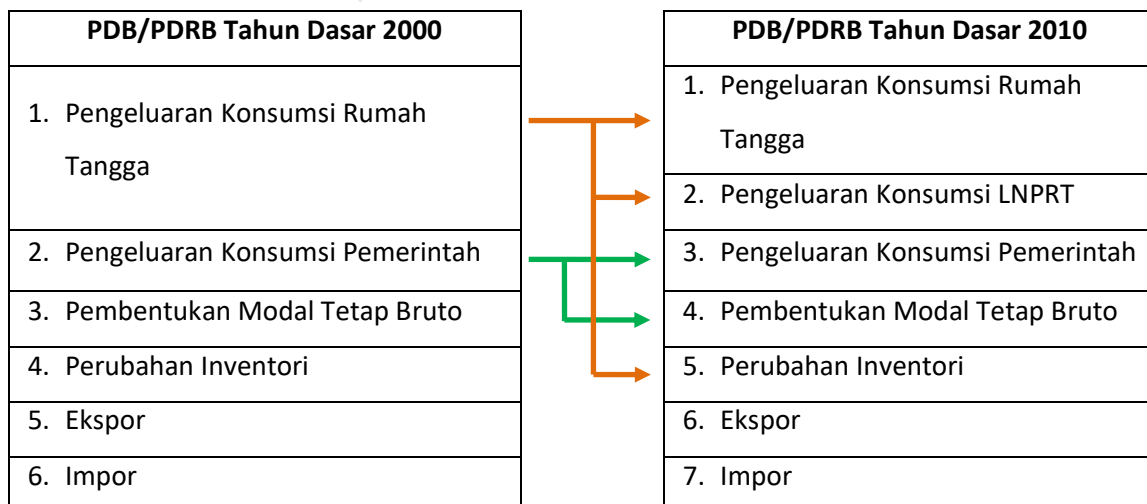 PDB/PDRB Tahun Dasar 2000
1. Pengeluaran Konsumsi Rumah
Tangga
2. Pengeluaran Konsumsi Pemerintah
3. Pembentukan Modal Tetap Bruto
4. Perubahan Inventori
5. Ekspor
6. Impor
PDB/PDRB Tahun Dasar 2010
1. Pengeluaran Konsumsi Rumah
Tangga
2. Pengeluaran Konsumsi LNPRT
3. Pengeluaran Konsumsi Pemerintah
4. Pembentukan Modal Tetap Bruto
5. Perubahan Inventori
6. Ekspor
7. Impor